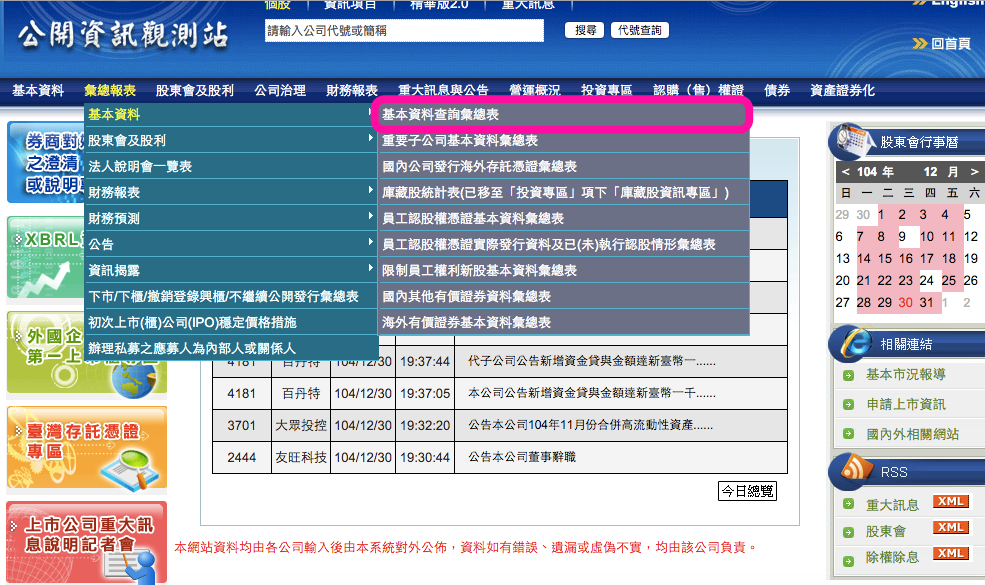 個股 | 資訊項目 | 精華版2.0 | 重大訊息 |
English
公開資訊觀測站
請輸入公司代號或簡稱
搜尋
代號查詢
回首頁
基本資料 彙總報表 股東會及股利 公司治理 財務報表 重大訊息與公告 營運概況 投資專區 認購（售）權證 債券 資產證券化
基本資料
股東會及股利
法人說明會一覽表
財務報表
財務預測
公告
資訊揭露
下市/下櫃/撤銷登錄興櫃/不繼續公開發行彙總表
初次上市(櫃)公司(IPO)穩定價格措施
辦理私募之應募人為內部人或關係人
基本資料查詢彙總表
重要子公司基本資料彙總表
國內公司發行海外存託憑證彙總表
庫藏股統計表(已移至「投資專區」項下「庫藏股資訊專區」)
員工認股權憑證基本資料彙總表
員工認股權憑證實際發行資料及已(未)執行認股情形彙總表
限制員工權利新股基本資料彙總表
國內其他有價證券資料彙總表
海外有價證券基本資料彙總表
券商對
之澄清
或說明
XBRL
外國企
第一上
臺灣存託憑證
專區
上市公司重大訊
息說明記者會
4181 百丹特 104/12/30 19:37:44 代子公司公告新增資金貸與金額達新臺幣一......
4181 百丹特 104/12/30 19:37:05 本公司公告新增資金貸與金額達新臺幣一千......
3701 大眾投控 104/12/30 19:32:20 公告本公司104年11月份合併高流動性資產......
2444 友旺科技 104/12/30 19:30:44 公告本公司董事辭職
今日總覽
本網站資料均由各公司輸入後由本系統對外公佈，資料如有錯誤、遺漏或虛偽不實，均由該公司負責。
股東會行事曆
< 104 年 12 月 >
日 一 二 三 四 五 六
29 30 1 2 3 4 5
6 7 8 9 10 11 12
13 14 15 16 17 18 19
20 21 22 23 24 25 26
27 28 29 30 31 1 2
相關連結
基本市況報導
申請上市資訊
國內外相關網站
RSS
重大訊息 XML
股東會 XML
除權除息 XML